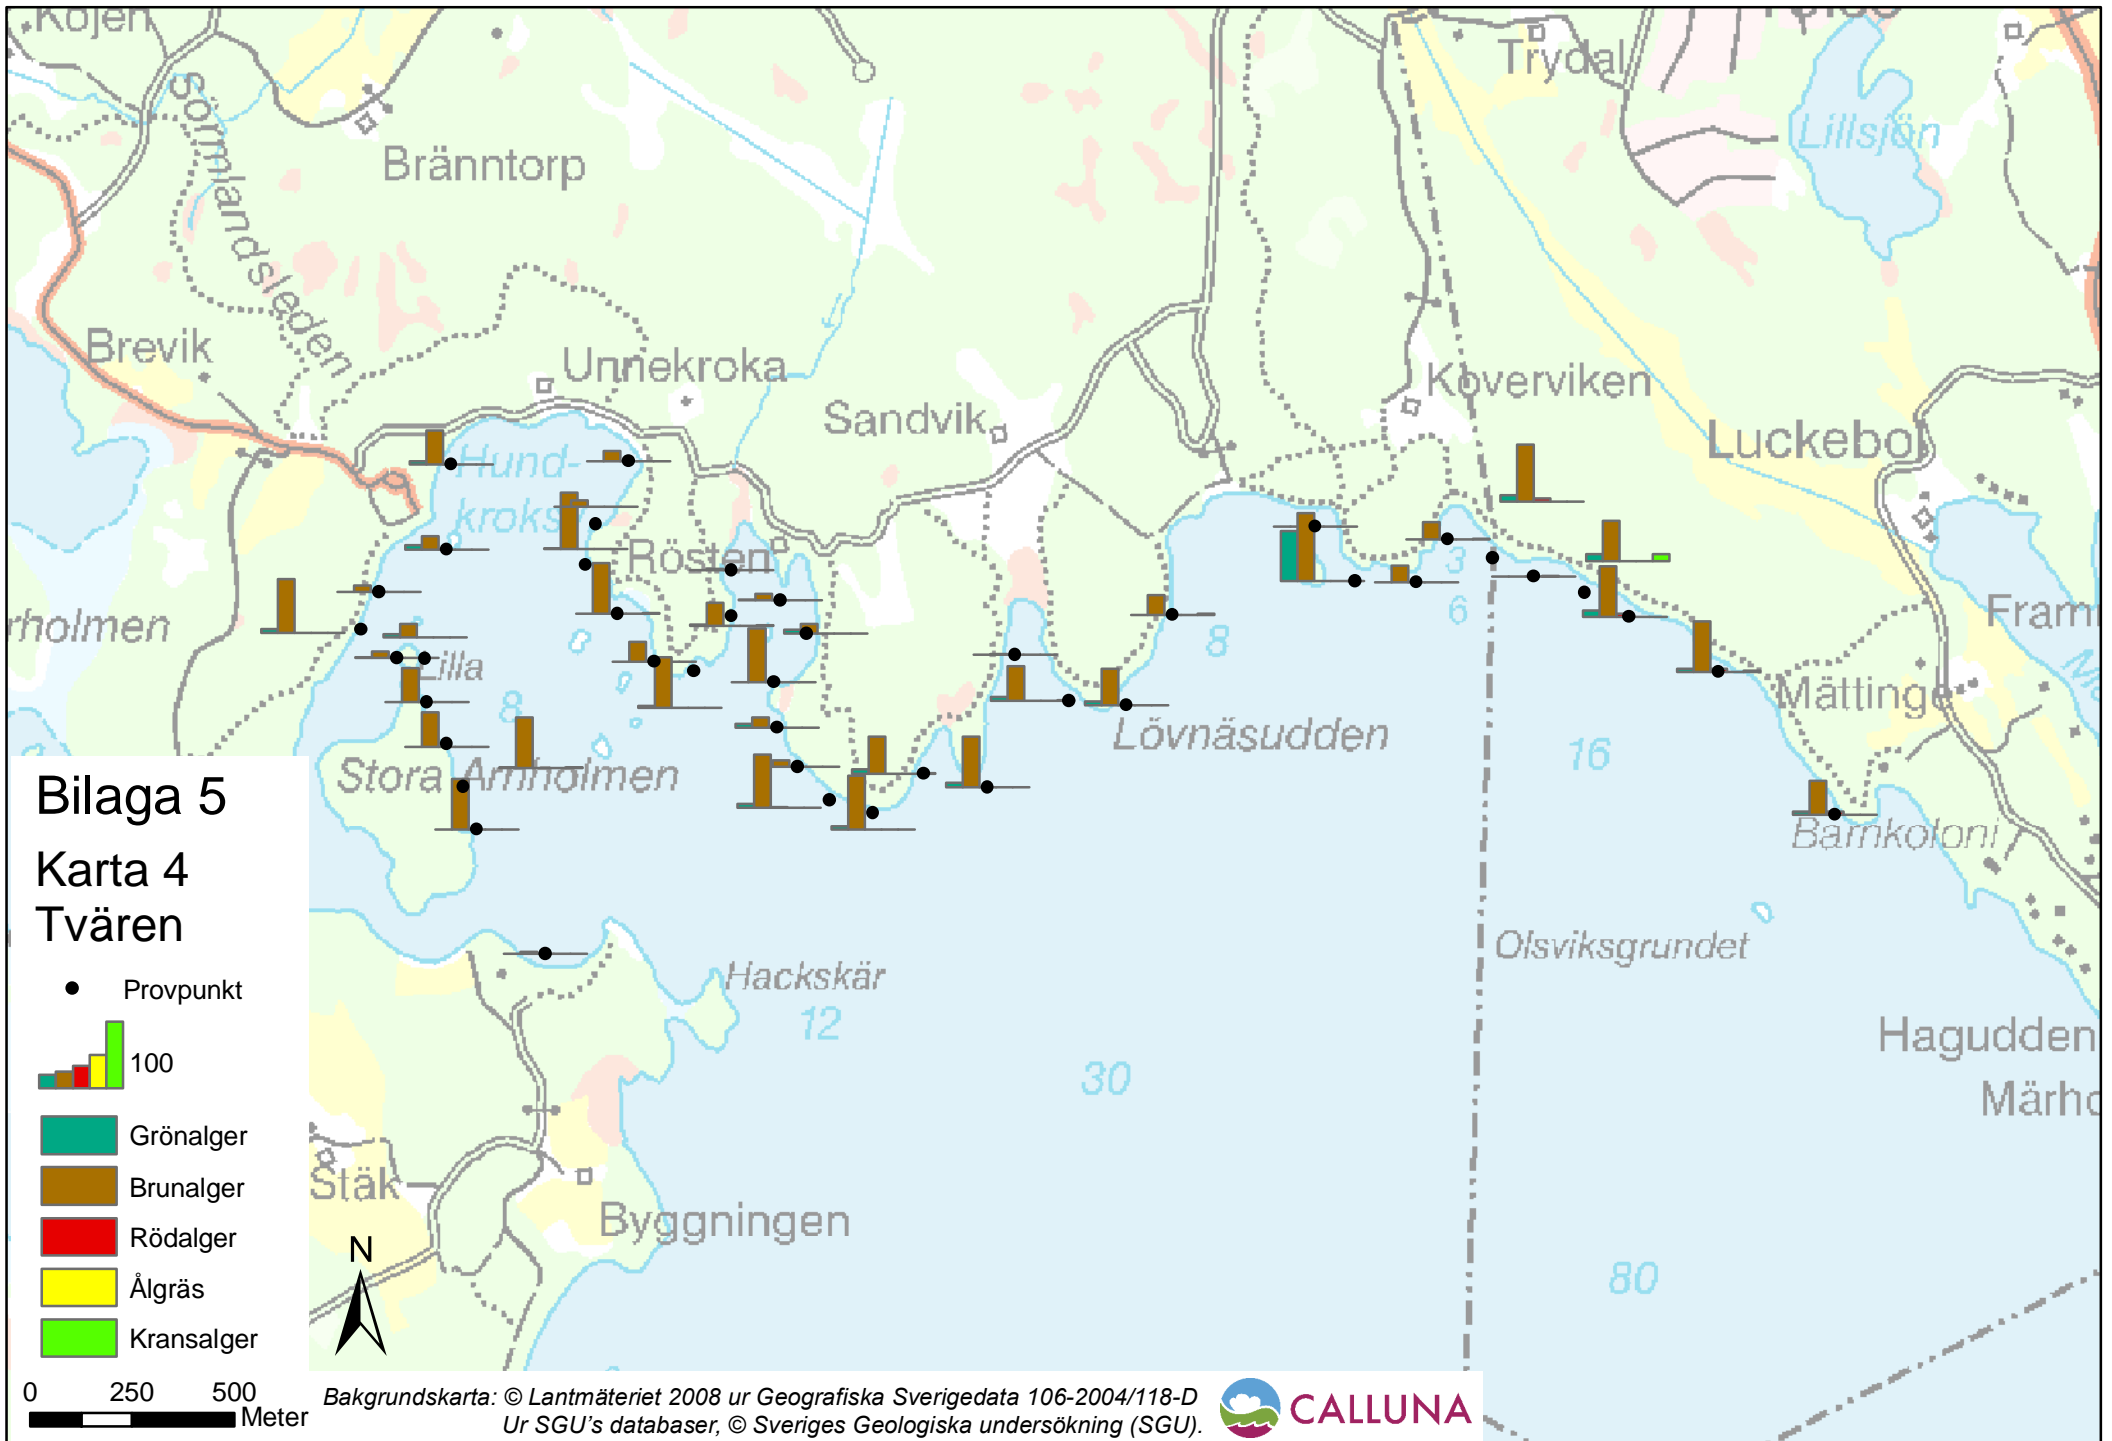 Kojen
Trydal
Sörmlandsleden
Bränntorp
Lillsjön
Brevik
Unnekroka
Sandvik
Koverviken
Luckebol
Hund-
kroks
Rösten
3
6
8
rholmen
Lilla
8
Fram
Mättinge
Lövnäsudden
16
Stora Arnholmen
Barnkoloni
Olsviksgrundet
Hackskär
12
30
Hagudden
Märho
Stäk
Byggningen
80
Bilaga 5
Karta 4
Tvären
Provpunkt
100
Grönalger
Brunalger
Rödalger
Ålgräs
Kransalger
N
0 250 500
Meter
Bakgrundskarta: © Lantmäteriet 2008 ur Geografiska Sverigedata 106-2004/118-D
Ur SGU's databaser, © Sveriges Geologiska undersökning (SGU).
CALLUNA